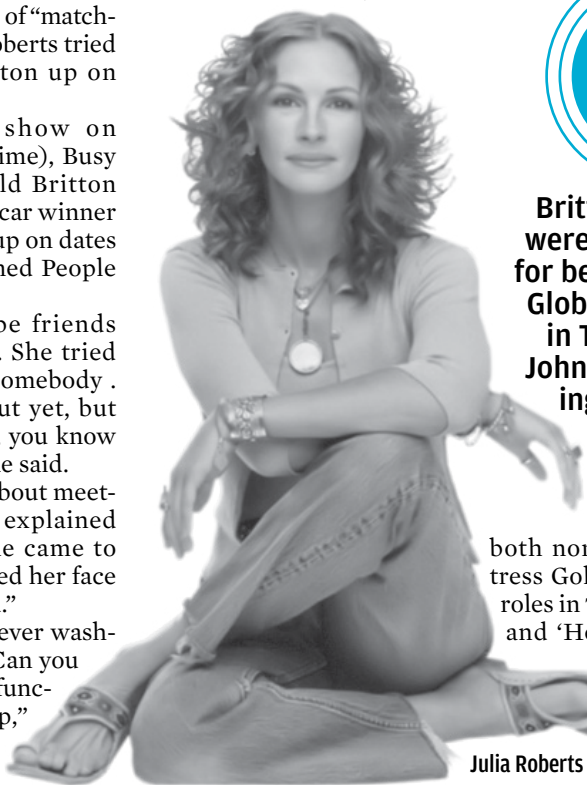 of “match-
oberts tried
ton up on
show on
ime), Busy
ld Britton
car winner
up on dates
ned People
be friends
. She tried
omebody .
ut yet, but
you know
e said.
bout meet-
explained
e came to
ed her face
.”
ever wash-
Can you
func-
p,”
Brit
were
for be
Glob
in T
John
ing
both nor
tress Gol
roles in ‘
and ‘He
Julia Roberts